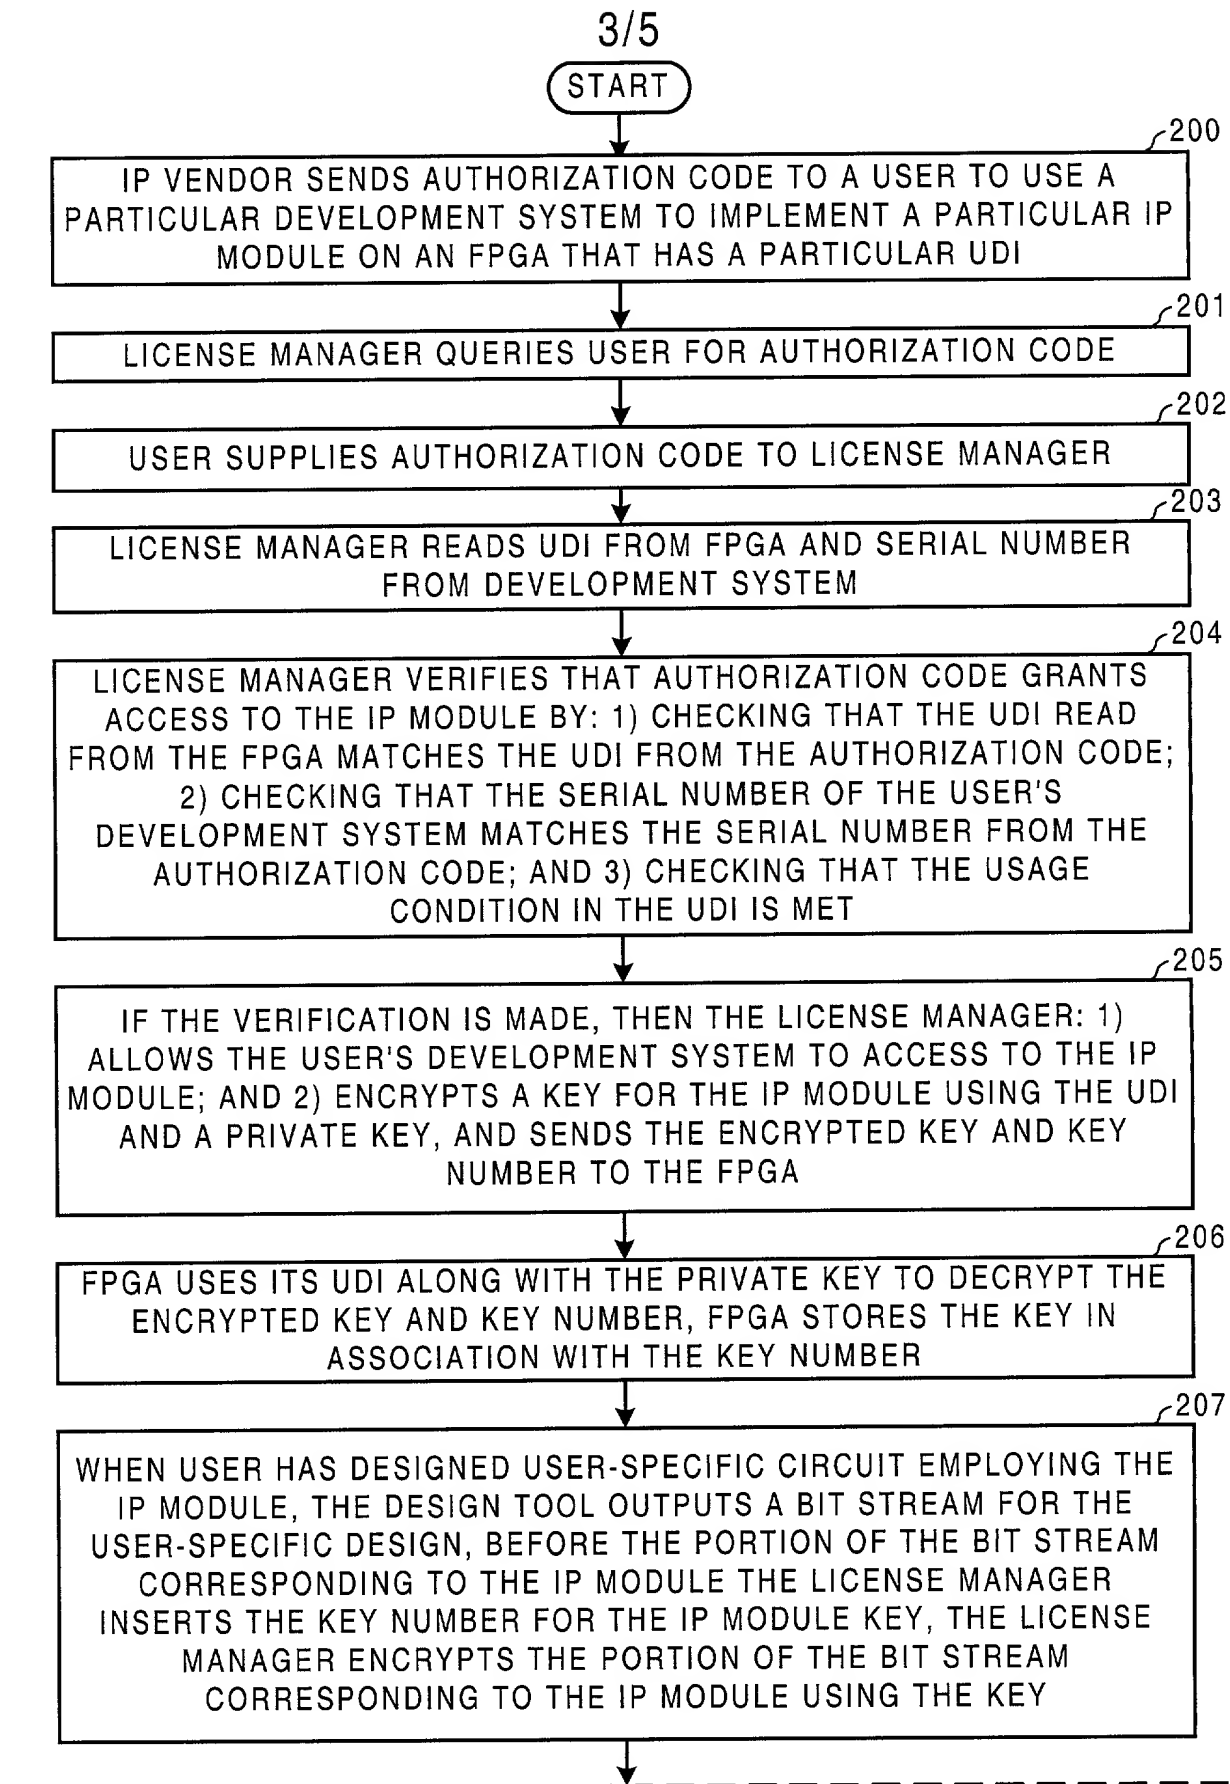 3/5
START
200
IP VENDOR SENDS AUTHORIZATION CODE TO A USER TO USE A
PARTICULAR DEVELOPMENT SYSTEM TO IMPLEMENT A PARTICULAR IP
MODULE ON AN FPGA THAT HAS A PARTICULAR UDI
201
LICENSE MANAGER QUERIES USER FOR AUTHORIZATION CODE
202
USER SUPPLIES AUTHORIZATION CODE TO LICENSE MANAGER
203
LICENSE MANAGER READS UDI FROM FPGA AND SERIAL NUMBER
FROM DEVELOPMENT SYSTEM
204
LICENSE MANAGER VERIFIES THAT AUTHORIZATION CODE GRANTS
ACCESS TO THE IP MODULE BY: 1) CHECKING THAT THE UDI READ
FROM THE FPGA MATCHES THE UDI FROM THE AUTHORIZATION CODE;
2) CHECKING THAT THE SERIAL NUMBER OF THE USER'S
DEVELOPMENT SYSTEM MATCHES THE SERIAL NUMBER FROM THE
AUTHORIZATION CODE; AND 3) CHECKING THAT THE USAGE
CONDITION IN THE UDI IS MET
205
IF THE VERIFICATION IS MADE, THEN THE LICENSE MANAGER: 1)
ALLOWS THE USER'S DEVELOPMENT SYSTEM TO ACCESS TO THE IP
MODULE; AND 2) ENCRYPTS A KEY FOR THE IP MODULE USING THE UDI
AND A PRIVATE KEY, AND SENDS THE ENCRYPTED KEY AND KEY
NUMBER TO THE FPGA
206
FPGA USES ITS UDI ALONG WITH THE PRIVATE KEY TO DECRYPT THE
ENCRYPTED KEY AND KEY NUMBER, FPGA STORES THE KEY IN
ASSOCIATION WITH THE KEY NUMBER
207
WHEN USER HAS DESIGNED USER-SPECIFIC CIRCUIT EMPLOYING THE
IP MODULE, THE DESIGN TOOL OUTPUTS A BIT STREAM FOR THE
USER-SPECIFIC DESIGN, BEFORE THE PORTION OF THE BIT STREAM
CORRESPONDING TO THE IP MODULE THE LICENSE MANAGER
INSERTS THE KEY NUMBER FOR THE IP MODULE KEY, THE LICENSE
MANAGER ENCRYPTS THE PORTION OF THE BIT STREAM
CORRESPONDING TO THE IP MODULE USING THE KEY